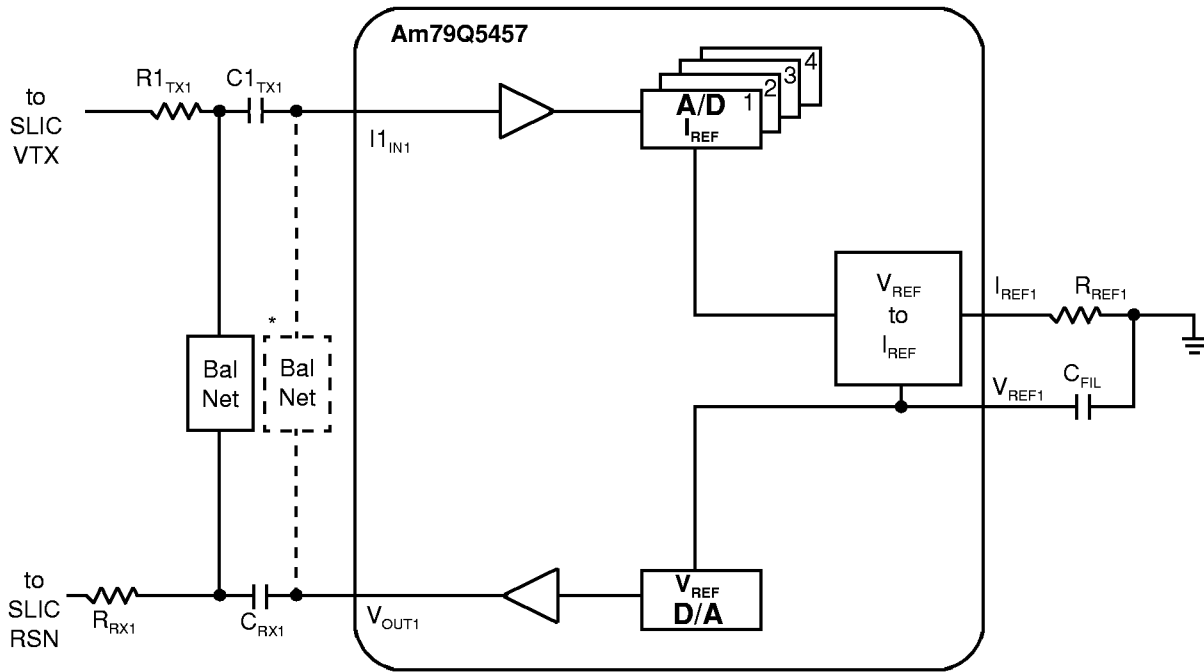 Am79Q5457
to
SLIC
VTX
R1TX1
C1TX1
I1IN1
A/D
IREF
1
2
3
4
VREF
to
IREF
IREF1
RREF1
VREF1
CFIL
*
Bal
Net
Bal
Net
to
SLIC
RSN
RRX1
CRX1
VOUT1
VREF
D/A